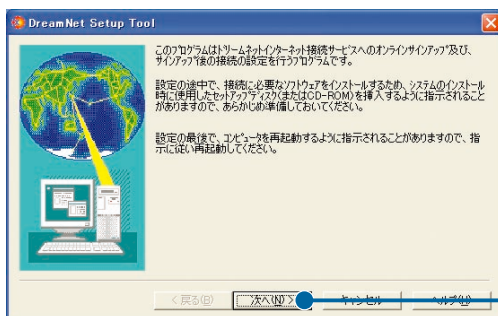 DreamNet Setup Tool
このプログラムはドリームネットインターネット接続サービスへのオンラインサインアップ及び、
サインアップ後の接続の設定を行うプログラムです。
設定の途中で、接続に必要なソフトウェアをインストールするため、システムのインストール
時に使用したセットアップディスク(またはCD-ROM)を挿入するように指示されること
がありますので、あらかじめ準備しておいてください。
設定の最後で、コンピュータを再起動するように指示されることがありますので、指
示に従い再起動してください。
< 戻る(B) 次へ(N) > キャンセル ヘルプ(H)